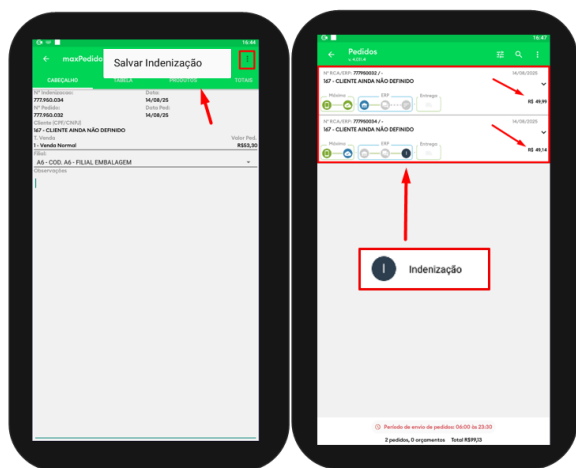 16:44
maxPedido
Salvar Indenização
CABEÇALHO TABELA PRODUTOS TOTAIS
Nº Indenizacao: Data:
777.950.034 14/08/25
Nº Pedido: Data Ped:
777.950.032 14/08/25
Cliente (CPF/CNPJ)
167 - CLIENTE AINDA NÃO DEFINIDO
T. Venda Valor Ped.
1 - Venda Normal R$53,30
Filial:
A6 - COD. A6 - FILIAL EMBALAGEM
Observações
16:47
Pedidos
Nº RCA/ERP: 777950032 / - 14/08/2025
167 - CLIENTE AINDA NÃO DEFINIDO
Máxima ERP Entrega
R$ 49,99
Nº RCA/ERP: 777950034 / - 14/08/2025
167 - CLIENTE AINDA NÃO DEFINIDO
Máxima ERP Entrega
I
R$ 49,14
I Indenização
Período de envio de pedidos: 06:00 às 23:30
2 pedidos, 0 orçamentos Total R$99,13